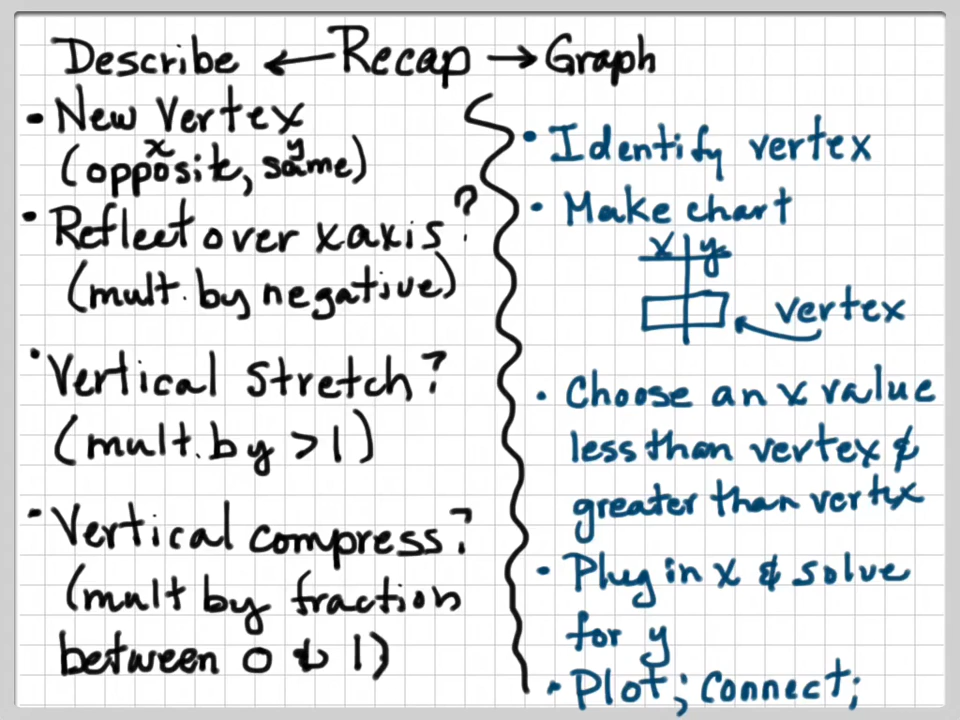 Describe ← Recap → Graph
• New Vertex
x y
(opposite, same)
• Reflect over x axis?
(mult. by negative)
• Vertical stretch?
(mult. by > 1)
• Vertical compress?
(mult by fraction
between 0 & 1)
• Identify vertex
• Make chart
x y
vertex
• Choose an x value
less than vertex &
greater than vertex
• Plug in x & solve
for y
• Plot; connect;